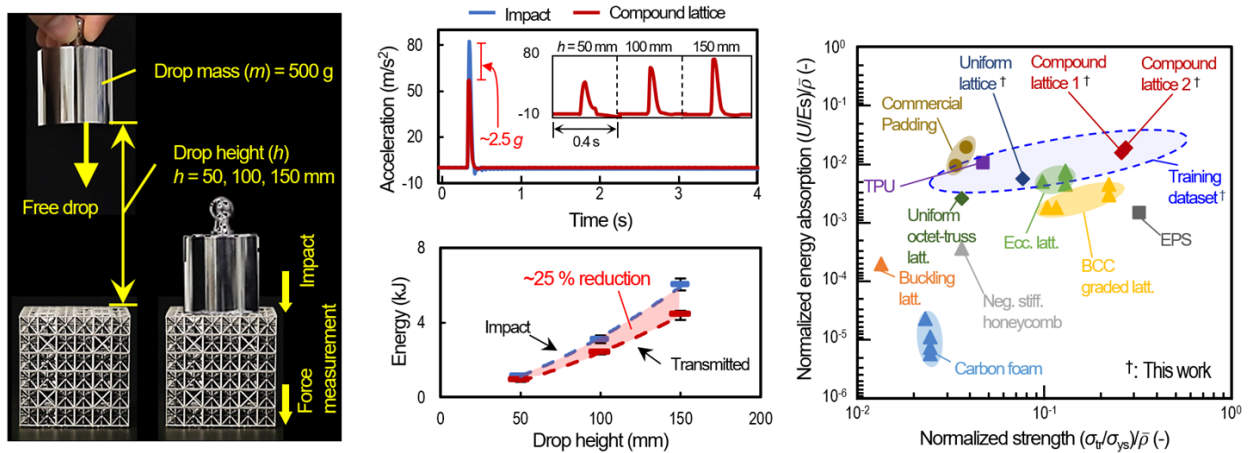 Drop mass (m) = 500 g
Drop height (h)
h = 50, 100, 150 mm
Free drop
Impact
Force
measurement
Impact
Compound lattice
Acceleration (m/s²)
80
50
20
-10
0
1
2
3
4
Time (s)
~2.5 g
h = 50 mm
100 mm
150 mm
80
-10
0.4 s
Energy (kJ)
8
4
0
0
50
100
150
200
Drop height (mm)
~25 % reduction
Impact
Transmitted
Normalized energy absorption (U/Es)/ρ̄ (-)
10⁰
10⁻¹
10⁻²
10⁻³
10⁻⁴
10⁻⁵
10⁻⁶
10⁻²
10⁻¹
10⁰
Normalized strength (σtr/σys)/ρ̄ (-)
Uniform
lattice †
Compound
lattice 1 †
Compound
lattice 2 †
Commercial
Padding
TPU
Training
dataset †
Uniform
octet-truss
latt.
Ecc. latt.
EPS
Buckling
latt.
Neg. stiff.
honeycomb
BCC
graded latt.
Carbon foam
†: This work